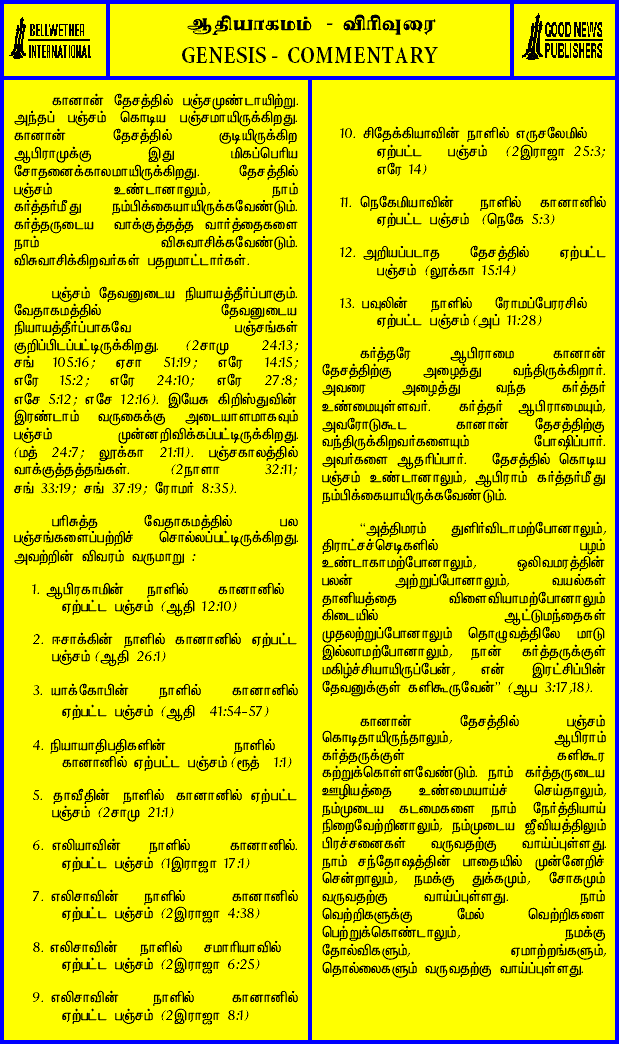 BELLWETHER
INTERNATIONAL
ஆதியாகமம் - விரிவுரை
GENESIS - COMMENTARY
GOOD NEWS
PUBLISHERS
கானான் தேசத்தில் பஞ்சமுண்டாயிற்று.
அந்தப் பஞ்சம் கொடிய பஞ்சமாயிருக்கிறது.
கானான் தேசத்தில் குடியிருக்கிற
ஆபிராமுக்கு இது மிகப்பெரிய
சோதனைக்காலமாயிருக்கிறது. தேசத்தில்
பஞ்சம் உண்டானாலும், நாம்
கர்த்தர்மீது நம்பிக்கையாயிருக்கவேண்டும்.
கர்த்தருடைய வாக்குத்தத்த வார்த்தைகளை
நாம் விசுவாசிக்கவேண்டும்.
விசுவாசிக்கிறவர்கள் பதறமாட்டார்கள்.
பஞ்சம் தேவனுடைய நியாயத்தீர்ப்பாகும்.
வேதாகமத்தில் தேவனுடைய
நியாயத்தீர்ப்பாகவே பஞ்சங்கள்
குறிப்பிடப்பட்டிருக்கிறது. (2சாமு 24:13;
சங் 105:16; ஏசா 51:19; எரே 14:15;
எரே 15:2; எரே 24:10; எரே 27:8;
எசே 5:12; எசே 12:16). இயேசு கிறிஸ்துவின்
இரண்டாம் வருகைக்கு அடையாளமாகவும்
பஞ்சம் முன்னறிவிக்கப்பட்டிருக்கிறது.
(மத் 24:7; லூக்கா 21:11). பஞ்சகாலத்தில்
வாக்குத்தத்தங்கள். (2நாளா 32:11;
சங் 33:19; சங் 37:19; ரோமர் 8:35).
பரிசுத்த வேதாகமத்தில் பல
பஞ்சங்களைப்பற்றிச் சொல்லப்பட்டிருக்கிறது.
அவற்றின் விவரம் வருமாறு :
1. ஆபிரகாமின் நாளில் கானானில்
ஏற்பட்ட பஞ்சம் (ஆதி 12:10)
2. ஈசாக்கின் நாளில் கானானில் ஏற்பட்ட
பஞ்சம் (ஆதி 26:1)
3. யாக்கோபின் நாளில் கானானில்
ஏற்பட்ட பஞ்சம் (ஆதி 41:54-57)
4. நியாயாதிபதிகளின் நாளில்
கானானில் ஏற்பட்ட பஞ்சம் (ரூத் 1:1)
5. தாவீதின் நாளில் கானானில் ஏற்பட்ட
பஞ்சம் (2சாமு 21:1)
6. எலியாவின் நாளில் கானானில்.
ஏற்பட்ட பஞ்சம் (1இராஜா 17:1)
7. எலிசாவின் நாளில் கானானில்
ஏற்பட்ட பஞ்சம் (2இராஜா 4:38)
8. எலிசாவின் நாளில் சமாரியாவில்
ஏற்பட்ட பஞ்சம் (2இராஜா 6:25)
9. எலிசாவின் நாளில் கானானில்
ஏற்பட்ட பஞ்சம் (2இராஜா 8:1)
10. சிதேக்கியாவின் நாளில் எருசலேமில்
ஏற்பட்ட பஞ்சம் (2இராஜா 25:3;
எரே 14)
11. நெகேமியாவின் நாளில் கானானில்
ஏற்பட்ட பஞ்சம் (நெகே 5:3)
12. அறியப்படாத தேசத்தில் ஏற்பட்ட
பஞ்சம் (லூக்கா 15:14)
13. பவுலின் நாளில் ரோமப்பேரரசில்
ஏற்பட்ட பஞ்சம் (அப் 11:28)
கர்த்தரே ஆபிராமை கானான்
தேசத்திற்கு அழைத்து வந்திருக்கிறார்.
அவரை அழைத்து வந்த கர்த்தர்
உண்மையுள்ளவர். கர்த்தர் ஆபிராமையும்,
அவரோடுகூட கானான் தேசத்திற்கு
வந்திருக்கிறவர்களையும் போஷிப்பார்.
அவர்களை ஆதரிப்பார். தேசத்தில் கொடிய
பஞ்சம் உண்டானாலும், ஆபிராம் கர்த்தர்மீது
நம்பிக்கையாயிருக்கவேண்டும்.
“அத்திமரம் துளிர்விடாமற்போனாலும்,
திராட்சச்செடிகளில் பழம்
உண்டாகாமற்போனாலும், ஒலிவமரத்தின்
பலன் அற்றுப்போனாலும், வயல்கள்
தானியத்தை விளைவியாமற்போனாலும்
கிடையில் ஆட்டுமந்தைகள்
முதலற்றுப்போனாலும் தொழுவத்திலே மாடு
இல்லாமற்போனாலும், நான் கர்த்தருக்குள்
மகிழ்ச்சியாயிருப்பேன், என் இரட்சிப்பின்
தேவனுக்குள் களிகூருவேன்” (ஆப 3:17,18).
கானான் தேசத்தில் பஞ்சம்
கொடிதாயிருந்தாலும், ஆபிராம்
கர்த்தருக்குள் களிகூர
கற்றுக்கொள்ளவேண்டும். நாம் கர்த்தருடைய
ஊழியத்தை உண்மையாய்ச் செய்தாலும்,
நம்முடைய கடமைகளை நாம் நேர்த்தியாய்
நிறைவேற்றினாலும், நம்முடைய ஜீவியத்திலும்
பிரச்சனைகள் வருவதற்கு வாய்ப்புள்ளது.
நாம் சந்தோஷத்தின் பாதையில் முன்னேறிச்
சென்றாலும், நமக்கு துக்கமும், சோகமும்
வருவதற்கு வாய்ப்புள்ளது. நாம்
வெற்றிகளுக்கு மேல் வெற்றிகளை
பெற்றுக்கொண்டாலும், நமக்கு
தோல்விகளும், ஏமாற்றங்களும்,
தொல்லைகளும் வருவதற்கு வாய்ப்புள்ளது.